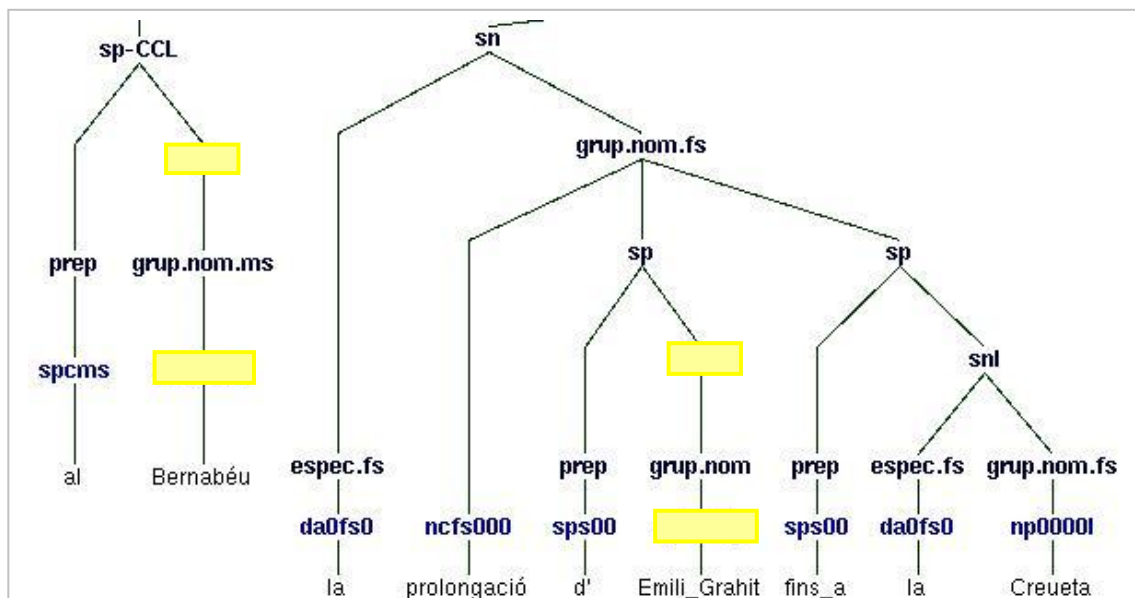 sp-CCL sn
grup.nom.fs
prep grup.nom.ms sp sp
spcms snl
al Bernabéu espec.fs prep grup.nom prep espec.fs grup.nom.fs
da0fs0 ncfs000 sps00 sps00 da0fs0 np0000l
la prolongació d' Emili_Grahit fins_a la Creueta